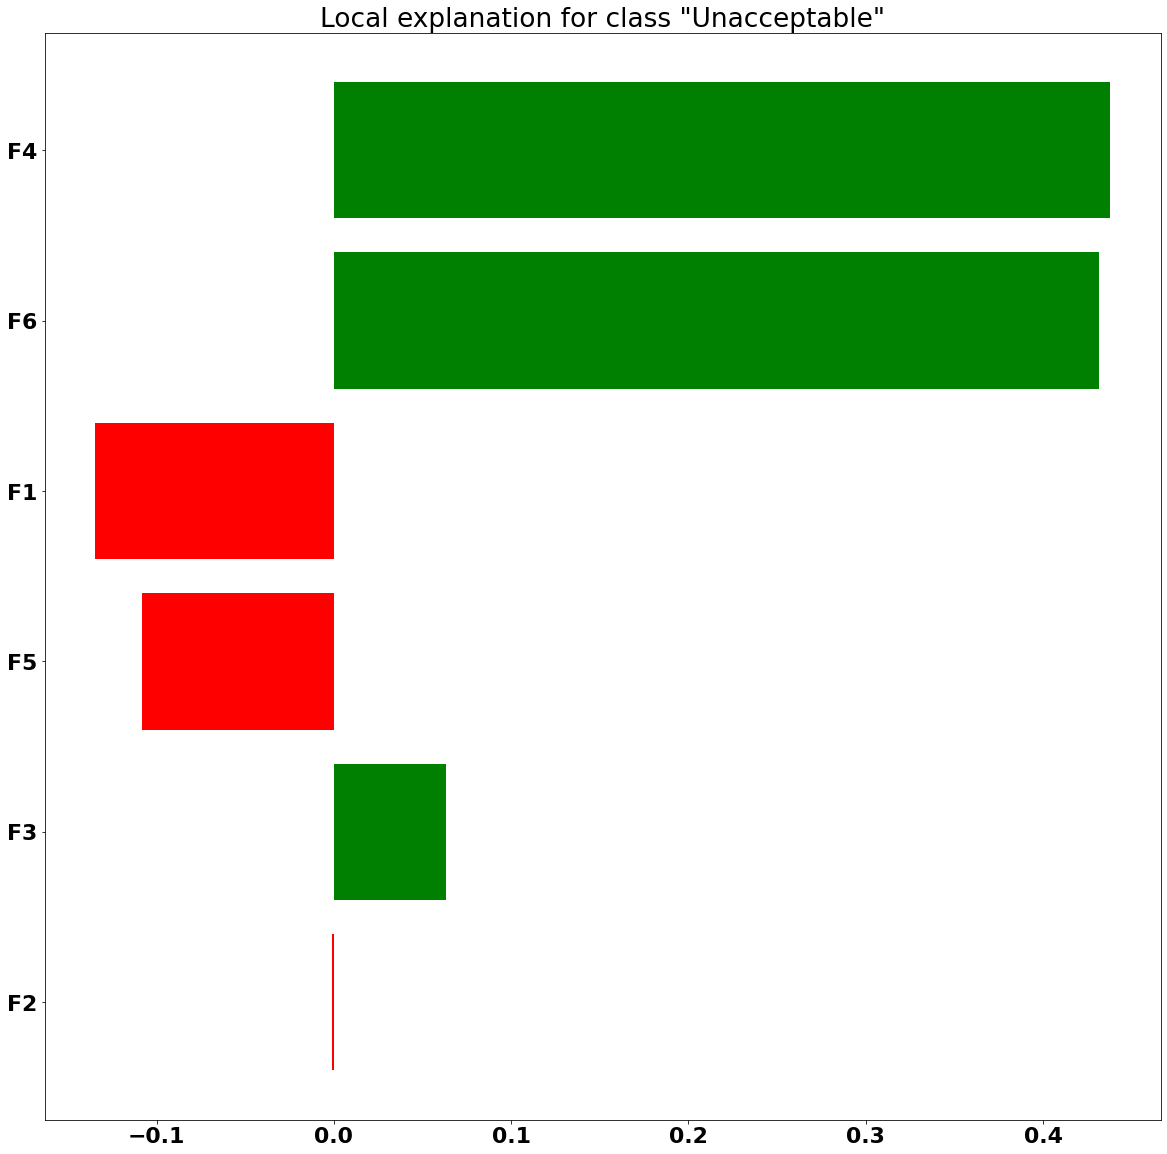 Local explanation for class "Unacceptable"
F4
F6
F1
F5
F3
F2
−0.1 0.0 0.1 0.2 0.3 0.4